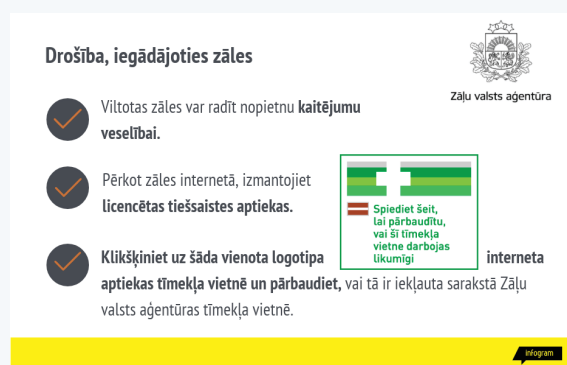 Drošība, iegādājoties zāles
Zāļu valsts aģentūra
Viltotas zāles var radīt nopietnu kaitējumu
veselībai.
Pērkot zāles internetā, izmantojiet
licencētas tiešsaistes aptiekas.
Spiediet šeit,
lai pārbaudītu,
vai šī tīmekļa
vietne darbojas
likumīgi
Klikšķiniet uz šāda vienota logotipa interneta
aptiekas tīmekļa vietnē un pārbaudiet, vai tā ir iekļauta sarakstā Zāļu
valsts aģentūras tīmekļa vietnē.
infogram